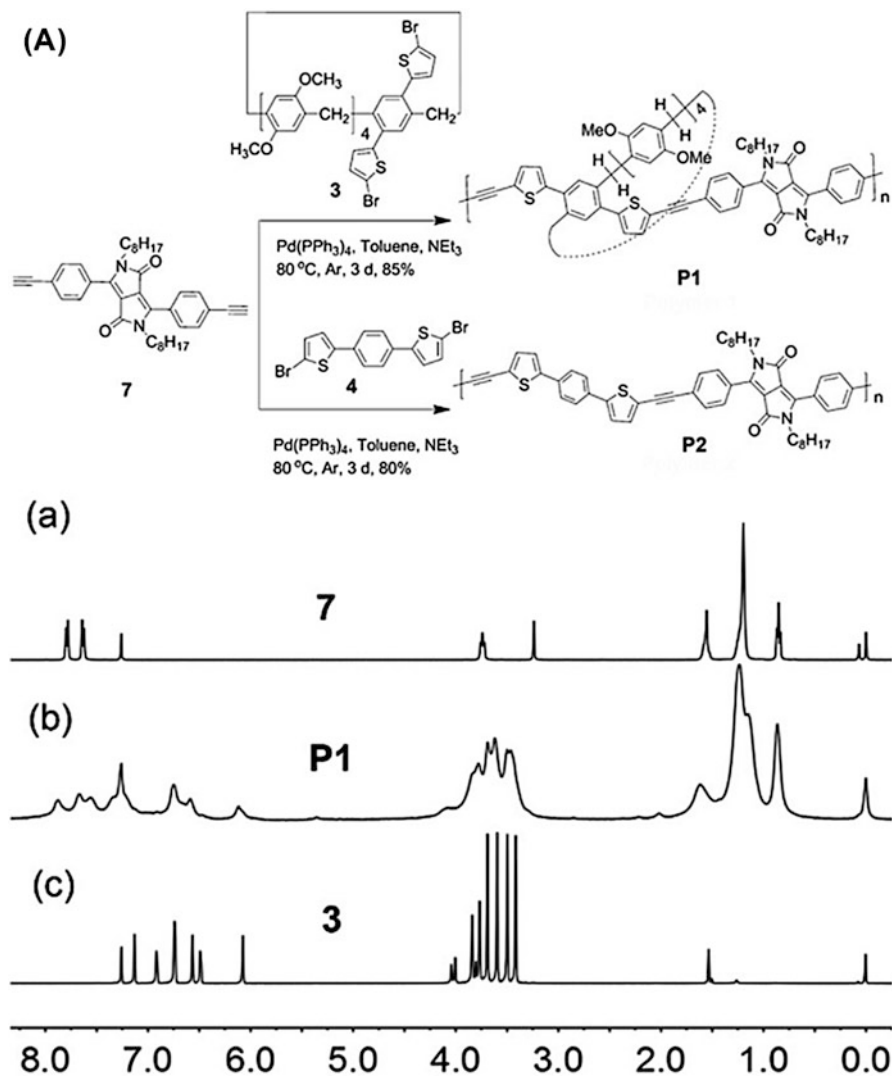 (A)
Br
S
OCH3
CH2
4
CH2
OCH3
S
Br
3
Pd(PPh3)4, Toluene, NEt3
80 °C, Ar, 3 d, 85%
H
H
4
MeO
OMe
H
H
C8H17
N
O
S
S
O
N
C8H17
n
P1
C8H17
N
O
O
N
C8H17
7
Br
S
S
Br
4
Pd(PPh3)4, Toluene, NEt3
80 °C, Ar, 3 d, 80%
C8H17
N
O
S
S
O
N
C8H17
n
P2
(a)
7
(b)
P1
(c)
3
8.0 7.0 6.0 5.0 4.0 3.0 2.0 1.0 0.0